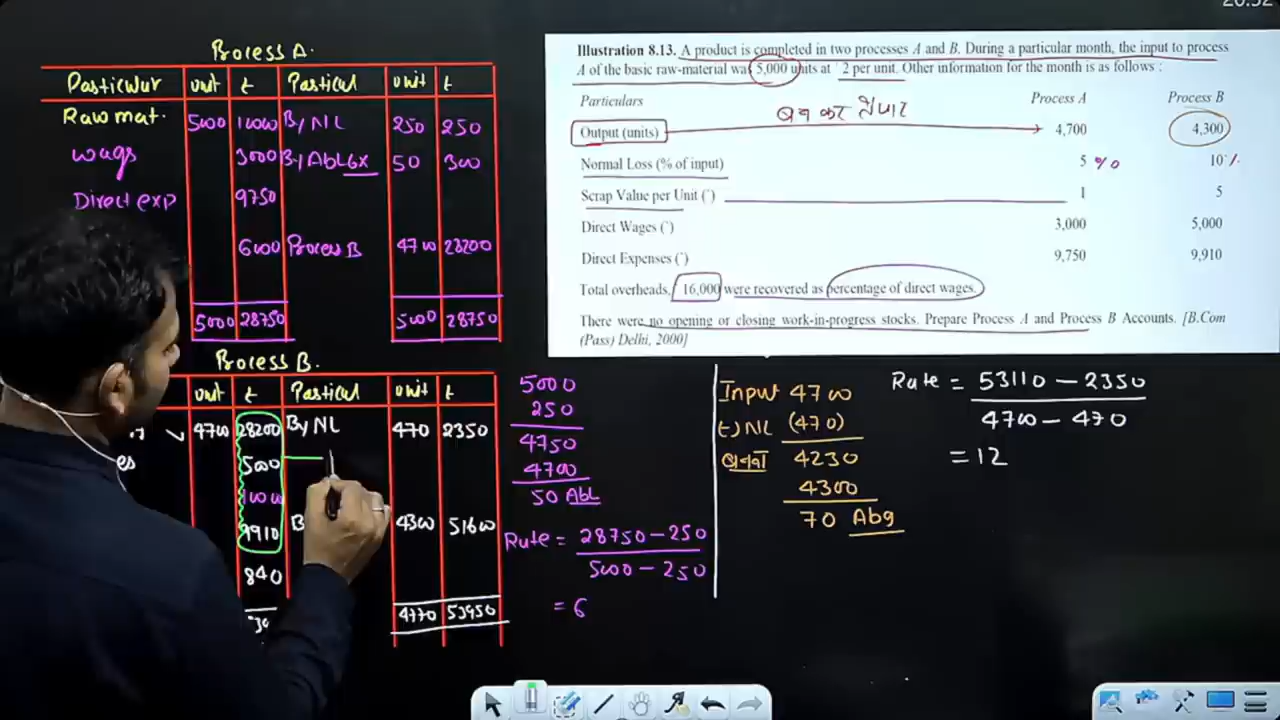 Process A.
Particular unit ₹ Partical unit ₹
Raw mat. 5000 10000 By NL 250 250
wags 3000 By AbL 6x 50 300
Direct exp 9750
6000 Process B 4700 28200
5000 28750 5000 28750
Process B.
unit ₹ Partical unit ₹
4700 28200 By NL 470 2350
es 5000
9910 B 4300 51600
840
4770 53950
Illustration 8.13. A product is completed in two processes A and B. During a particular month, the input to process
A of the basic raw-material was 5,000 units at ` 2 per unit. Other information for the month is as follows :
Particulars Process A Process B
Output (units) बन कर तैयार 4,700 4,300
Normal Loss (% of input) 5 % 10 %
Scrap Value per Unit (`) 1 5
Direct Wages (`) 3,000 5,000
Direct Expenses (`) 9,750 9,910
Total overheads, 16,000 were recovered as percentage of direct wages.
There were no opening or closing work-in-progress stocks. Prepare Process A and Process B Accounts. [B.Com
(Pass) Delhi, 2000]
5000
250
4750
4700
50 AbL
Rate = 28750 - 250
5000 - 250
= 6
Input 4700
(-) NL (470)
4230
4300
70 Abg
Rate = 53110 - 2350
4700 - 470
= 12